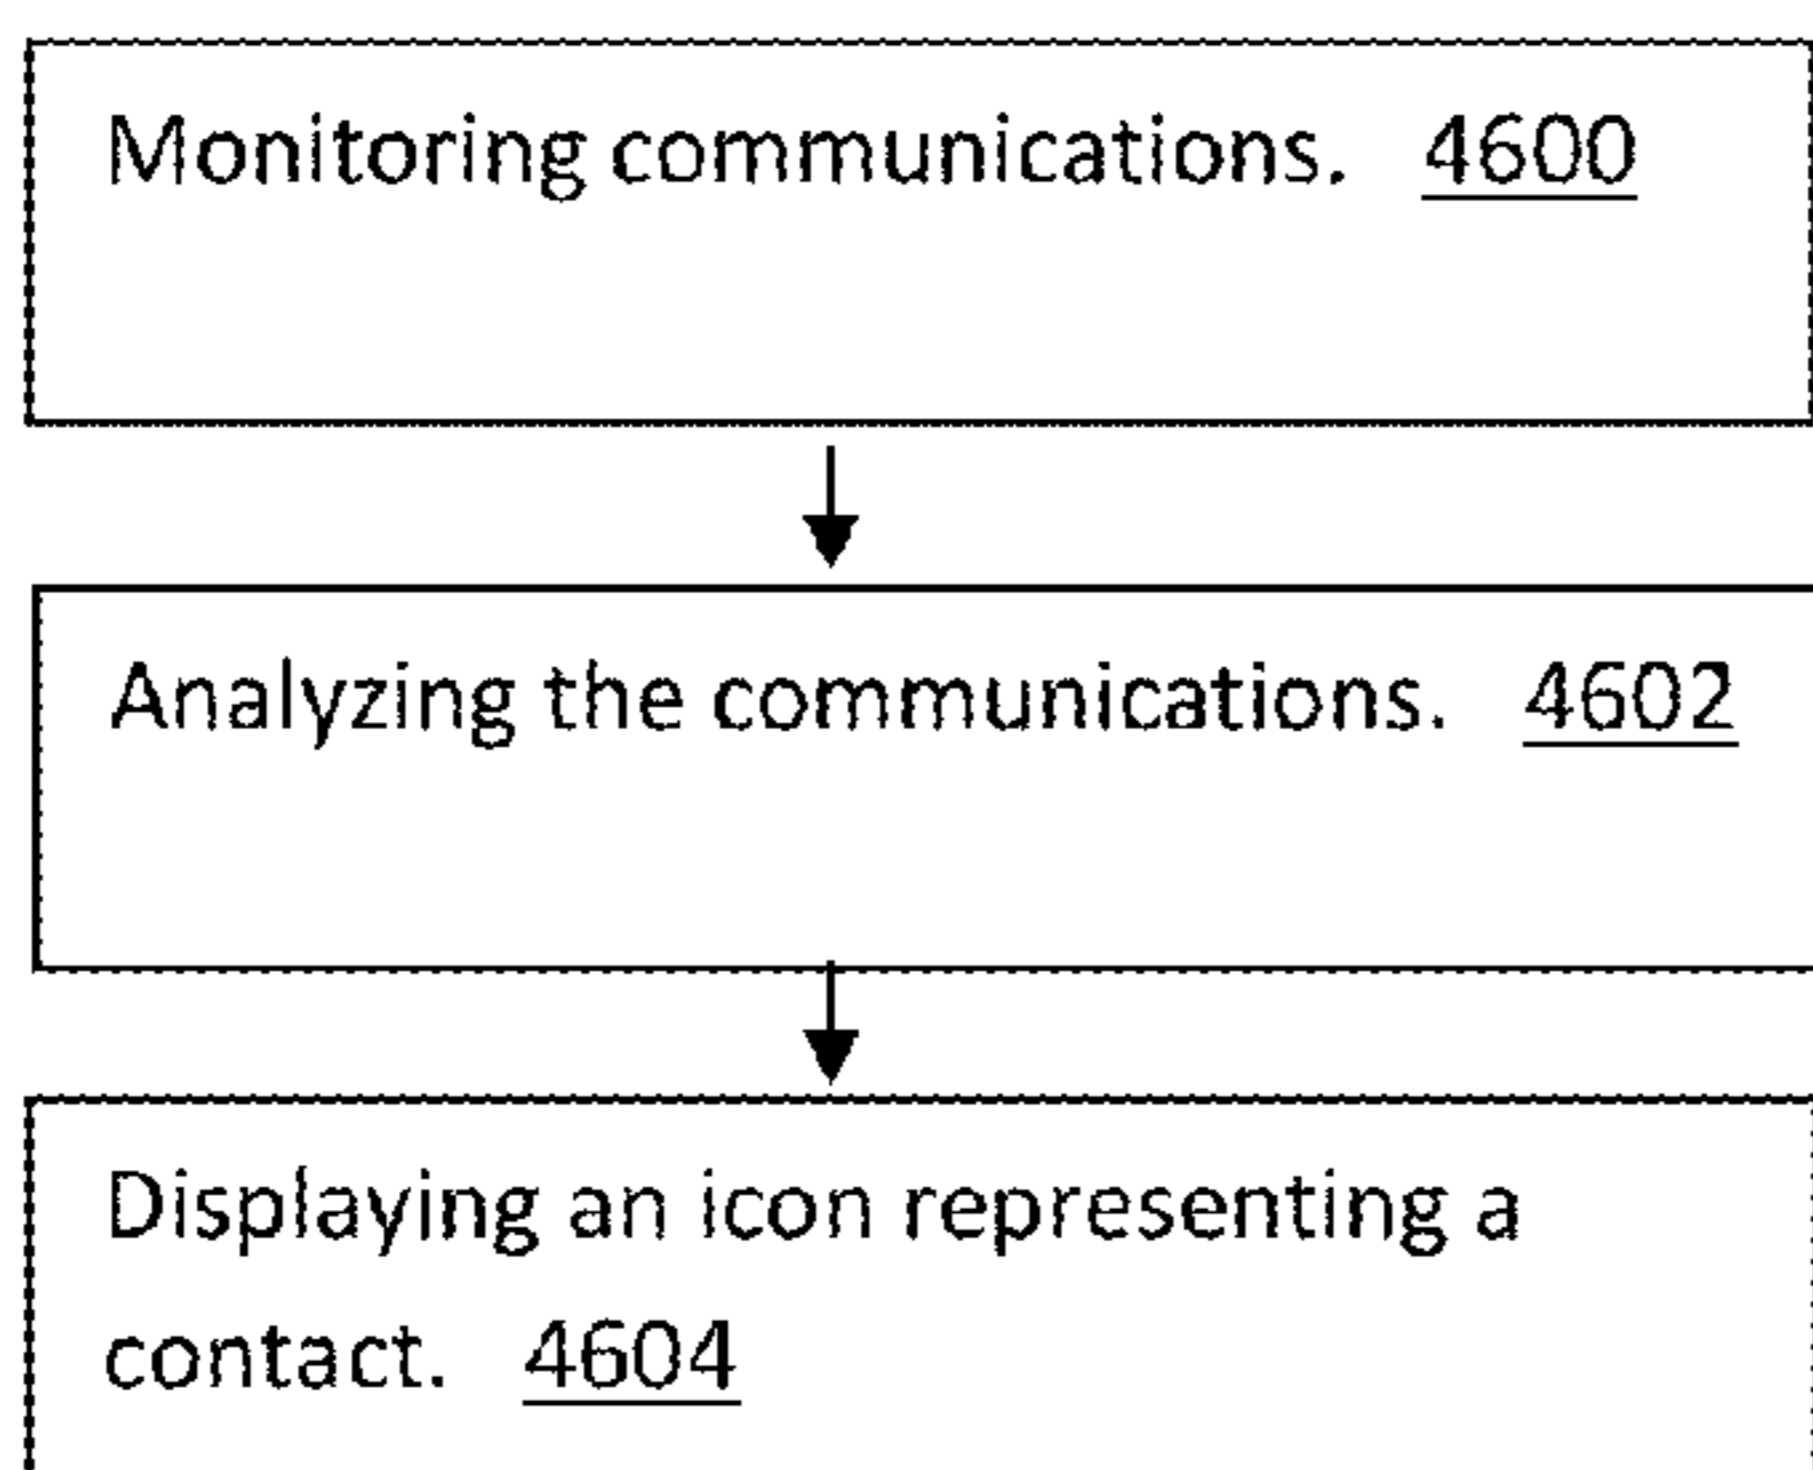 Monitoring communications. 4600
Analyzing the communications. 4602
Displaying an icon representing a
contact. 4604